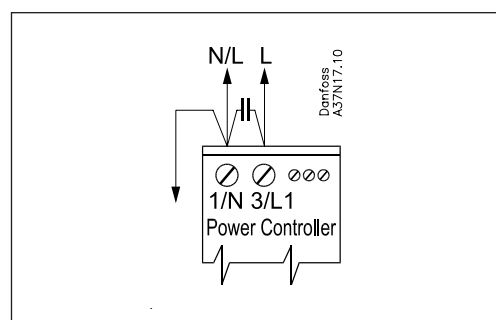 N/L L
Danfoss
A37N17.10
1/N 3/L1
Power Controller